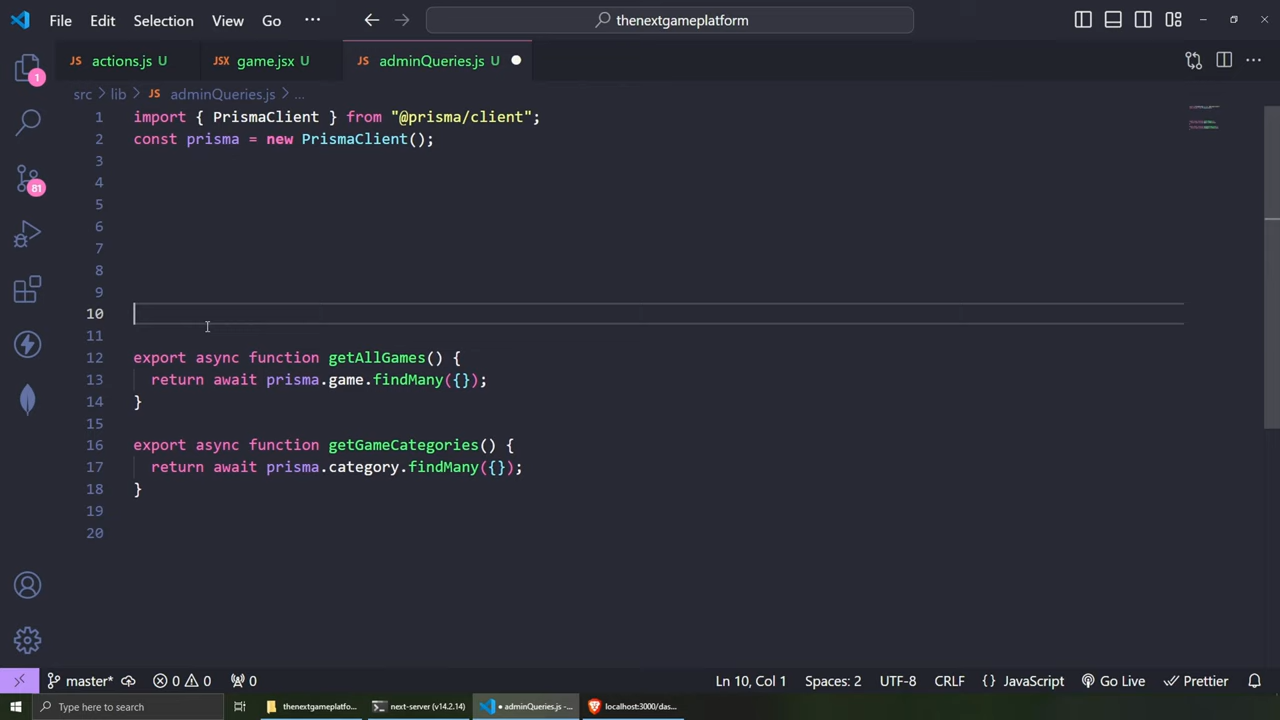 File Edit Selection View Go ··· thenextgameplatform
JS actions.js U JSX game.jsx U JS adminQueries.js U
src > lib > JS adminQueries.js > ...
1 import { PrismaClient } from "@prisma/client";
2 const prisma = new PrismaClient();
3
4
5
6
7
8
9
10
11
12 export async function getAllGames() {
13 return await prisma.game.findMany({});
14 }
15
16 export async function getGameCategories() {
17 return await prisma.category.findMany({});
18 }
19
20
1
81
master* 0 0 0 Ln 10, Col 1 Spaces: 2 UTF-8 CRLF {} JavaScript Go Live Prettier
Type here to search thenextgameplatfo... next-server (v14.2.14) • adminQueries.js -... localhost:3000/das...